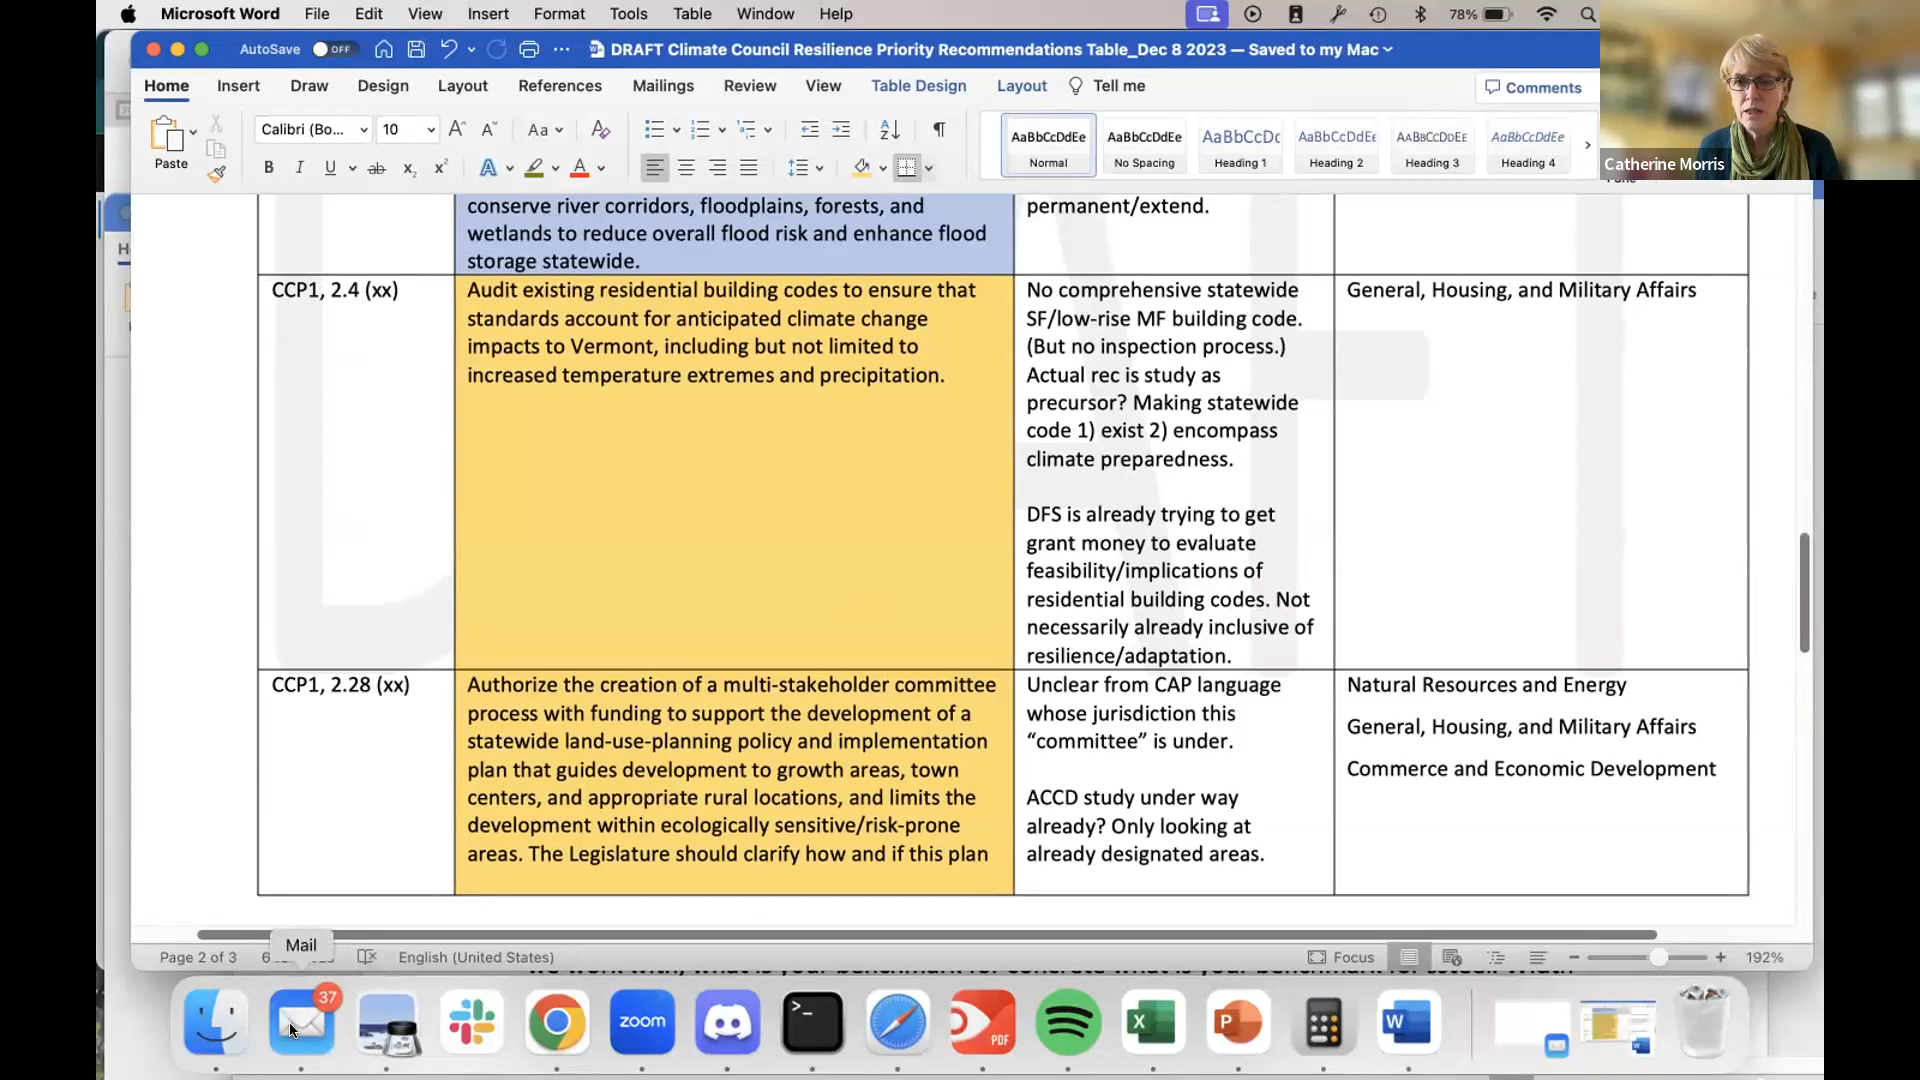 Microsoft Word File Edit View Insert Format Tools Table Window Help 78%
AutoSave OFF DRAFT Climate Council Resilience Priority Recommendations Table_Dec 8 2023 — Saved to my Mac
Home Insert Draw Design Layout References Mailings Review View Table Design Layout Tell me Comments
Paste
Calibri (Bo... 10
AaBbCcDdEe AaBbCcDdEe AaBbCcDc AaBbCcDdEe AaBbCcDdEe AaBbCcDdEe
Normal No Spacing Heading 1 Heading 2 Heading 3 Heading 4
Catherine Morris
conserve river corridors, floodplains, forests, and
wetlands to reduce overall flood risk and enhance flood
storage statewide.
permanent/extend.
CCP1, 2.4 (xx)
Audit existing residential building codes to ensure that
standards account for anticipated climate change
impacts to Vermont, including but not limited to
increased temperature extremes and precipitation.
No comprehensive statewide
SF/low-rise MF building code.
(But no inspection process.)
Actual rec is study as
precursor? Making statewide
code 1) exist 2) encompass
climate preparedness.
DFS is already trying to get
grant money to evaluate
feasibility/implications of
residential building codes. Not
necessarily already inclusive of
resilience/adaptation.
General, Housing, and Military Affairs
CCP1, 2.28 (xx)
Authorize the creation of a multi-stakeholder committee
process with funding to support the development of a
statewide land-use-planning policy and implementation
plan that guides development to growth areas, town
centers, and appropriate rural locations, and limits the
development within ecologically sensitive/risk-prone
areas. The Legislature should clarify how and if this plan
Unclear from CAP language
whose jurisdiction this
“committee” is under.
ACCD study under way
already? Only looking at
already designated areas.
Natural Resources and Energy
General, Housing, and Military Affairs
Commerce and Economic Development
Mail
Page 2 of 3 English (United States) Focus 192%
37
zoom
PDF